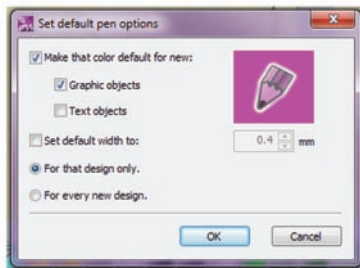 Set default pen options
Make that color default for new:
Graphic objects
Text objects
Set default width to:
0.4 mm
For that design only.
For every new design.
OK Cancel